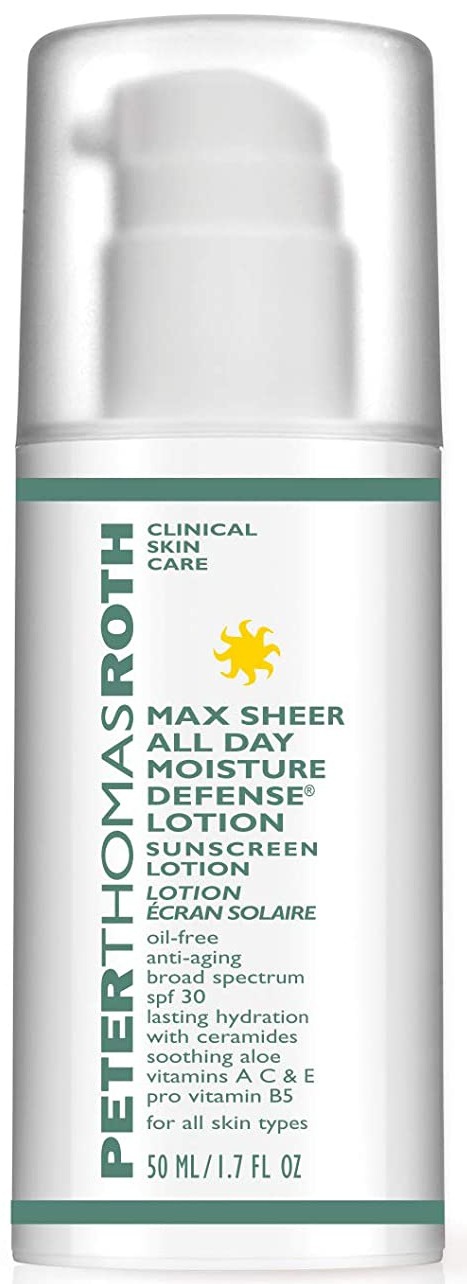 PETERTHOMASROTH
CLINICAL
SKIN
CARE
MAX SHEER
ALL DAY
MOISTURE
DEFENSE®
LOTION
SUNSCREEN
LOTION
LOTION
ÉCRAN SOLAIRE
oil-free
anti-aging
broad spectrum
spf 30
lasting hydration
with ceramides
soothing aloe
vitamins A C & E
pro vitamin B5
for all skin types
50 ML/1.7 FL OZ